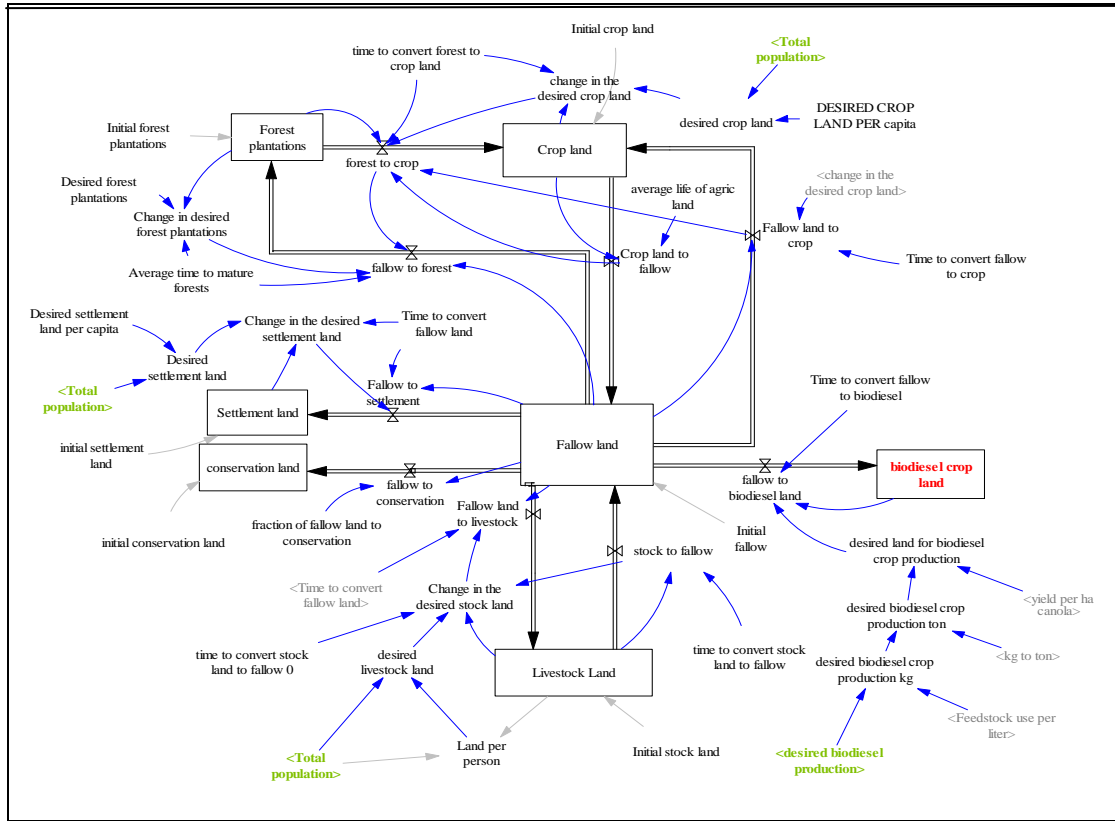 Initial crop land
time to convert forest to
crop land
<Total
population>
change in the
desired crop land
DESIRED CROP
LAND PER capita
desired crop land
Initial forest
plantations
Forest
plantations
Crop land
forest to crop
Desired forest
plantations
average life of agric
land
<change in the
desired crop land>
Change in desired
forest plantations
Fallow land to
crop
Crop land to
fallow
Average time to mature
forests
fallow to forest
Time to convert fallow
to crop
Desired settlement
land per capita
Change in the desired
settlement land
Time to convert
fallow land
Desired
settlement land
<Total
population>
Fallow to
settlement
Time to convert fallow
to biodiesel
Settlement land
Fallow land
initial settlement
land
conservation land
biodiesel crop
land
fallow to
conservation
fallow to
biodiesel land
Fallow land
to livestock
fraction of fallow land to
conservation
Initial
fallow
initial conservation land
stock to fallow
desired land for biodiesel
crop production
<Time to convert
fallow land>
Change in the
desired stock land
<yield per ha
canola>
desired biodiesel crop
production ton
time to convert stock
land to fallow 0
desired
livestock land
Livestock Land
time to convert stock
land to fallow
<kg to ton>
desired biodiesel crop
production kg
<Feedstock use per
liter>
Land per
person
Initial stock land
<Total
population>
<desired biodiesel
production>